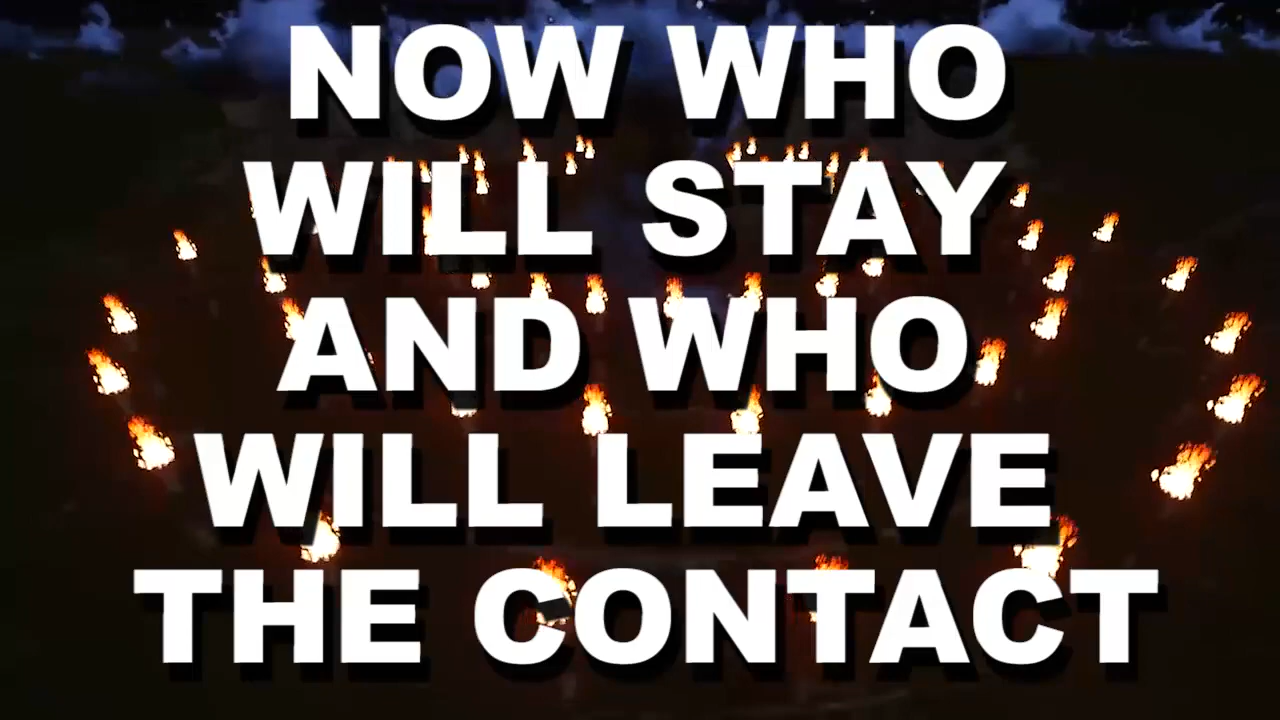 NOW WHO
WILL STAY
AND WHO
WILL LEAVE
THE CONTACT